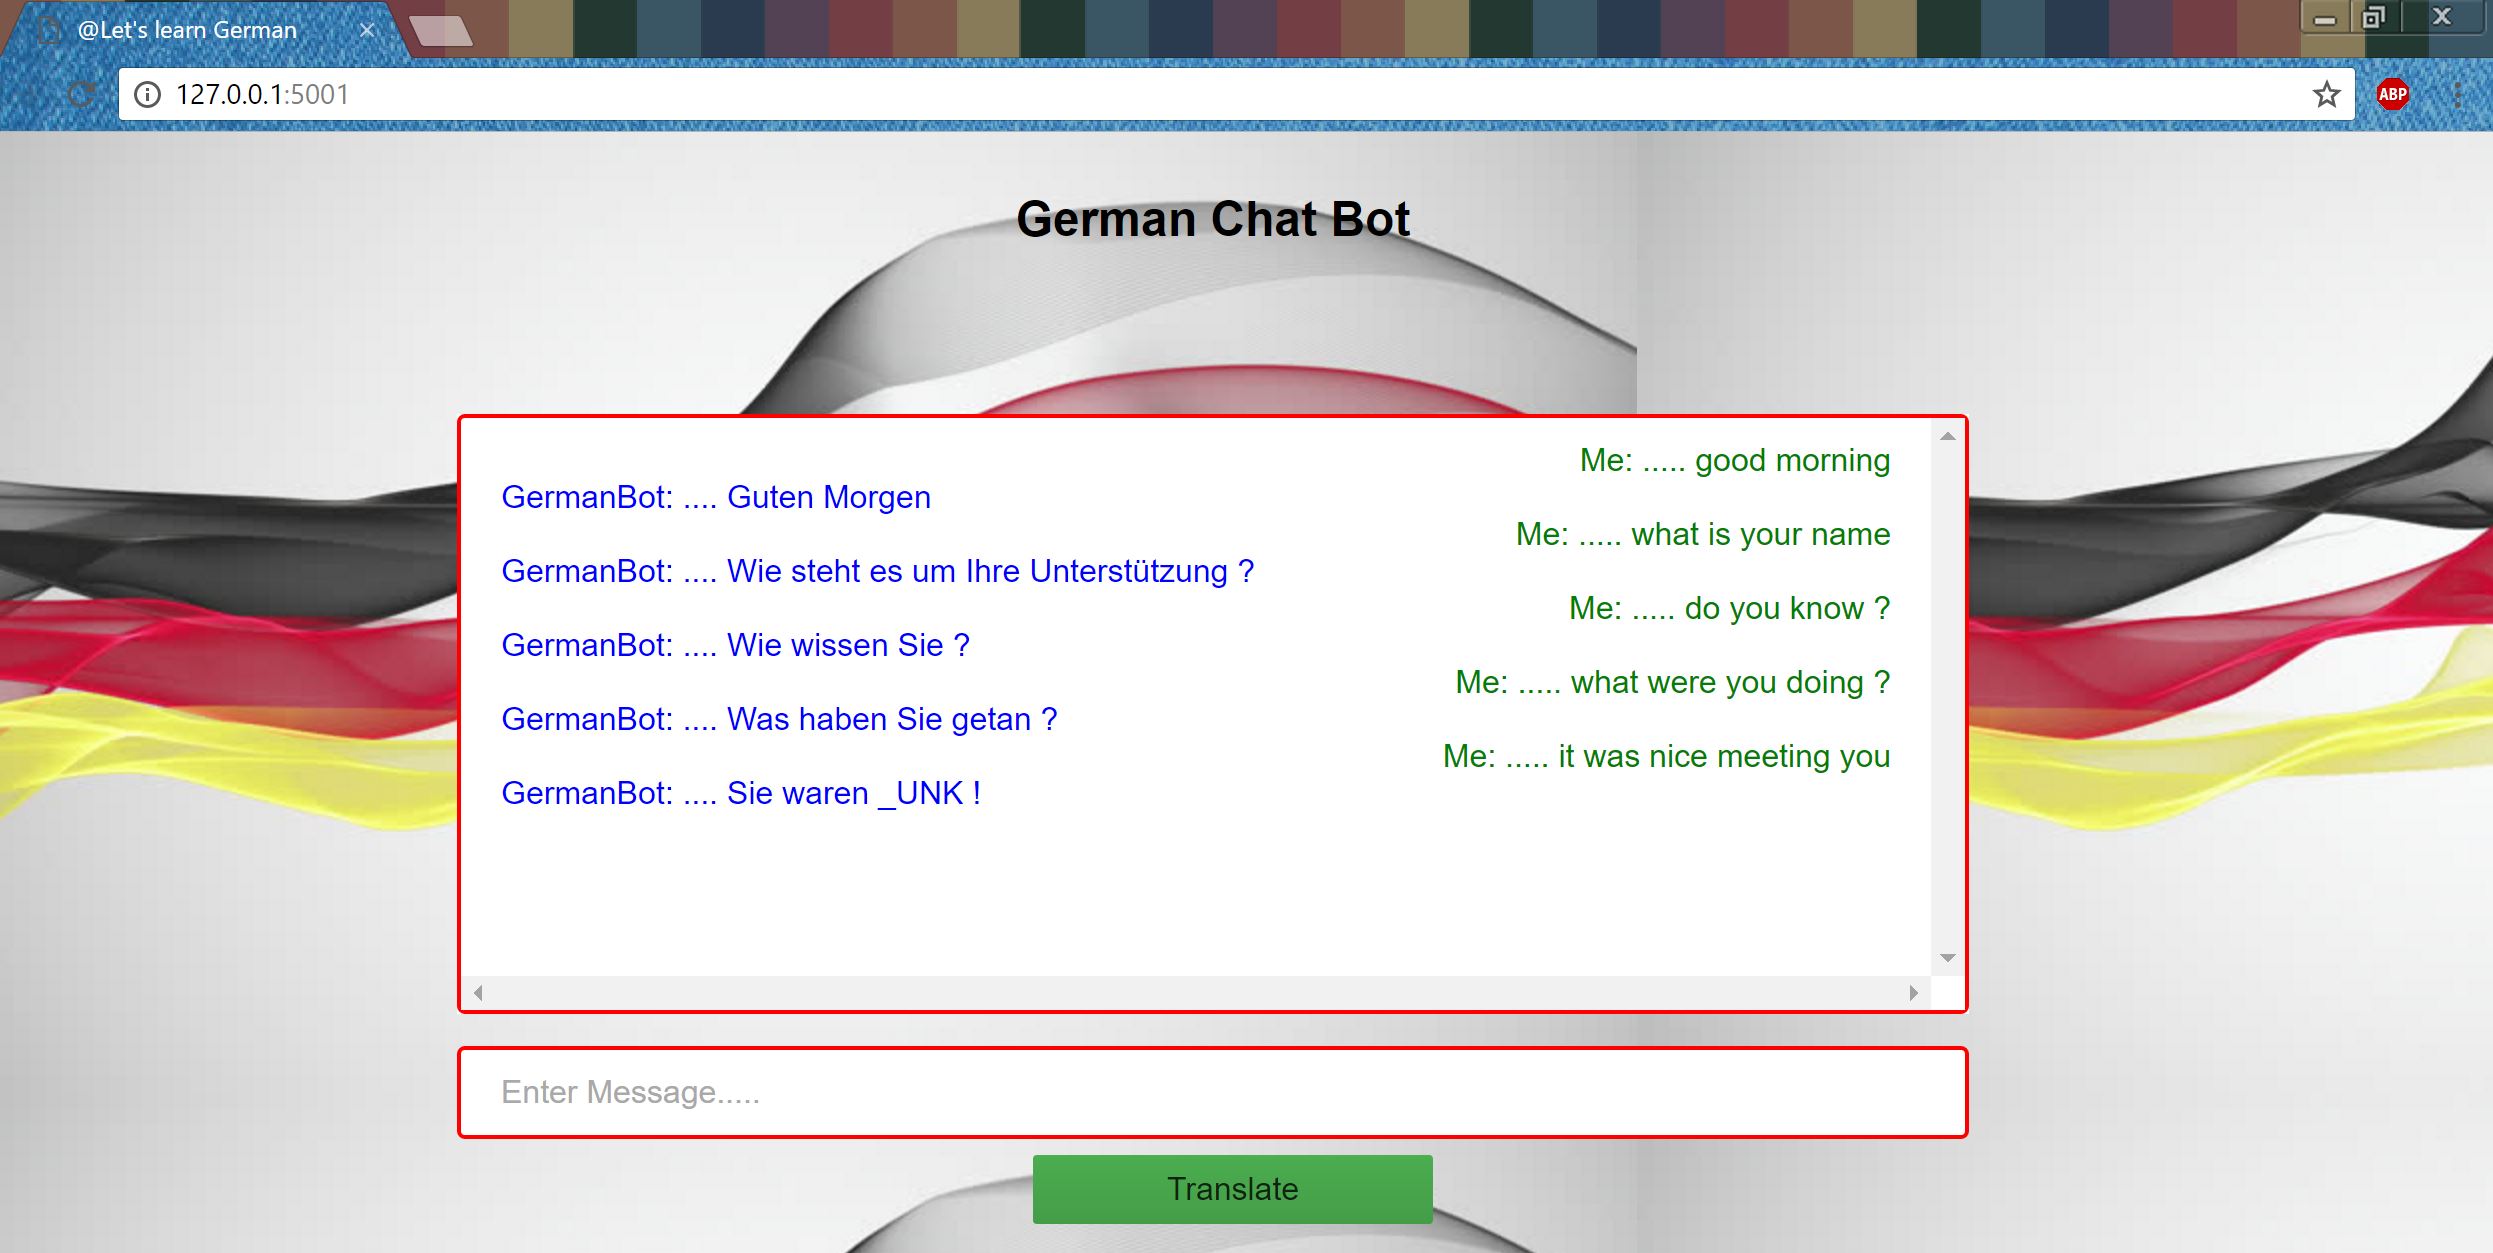 @Let's learn German
127.0.0.1:5001
ABP
German Chat Bot
Me: ..... good morning
GermanBot: .... Guten Morgen
Me: ..... what is your name
GermanBot: .... Wie steht es um Ihre Unterstützung ?
Me: ..... do you know ?
GermanBot: .... Wie wissen Sie ?
Me: ..... what were you doing ?
GermanBot: .... Was haben Sie getan ?
Me: ..... it was nice meeting you
GermanBot: .... Sie waren _UNK !
Enter Message.....
Translate